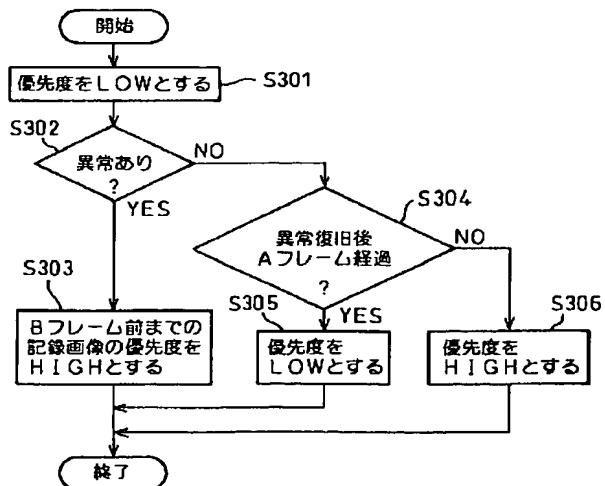 開始
優先度をLOWとする
S301
S302
異常あり
?
NO
YES
S304
異常復旧後
Aフレーム経過
?
NO
YES
S303
Bフレーム前までの
記録画像の優先度を
HIGHとする
S305
優先度を
LOWとする
S306
優先度を
HIGHとする
終了